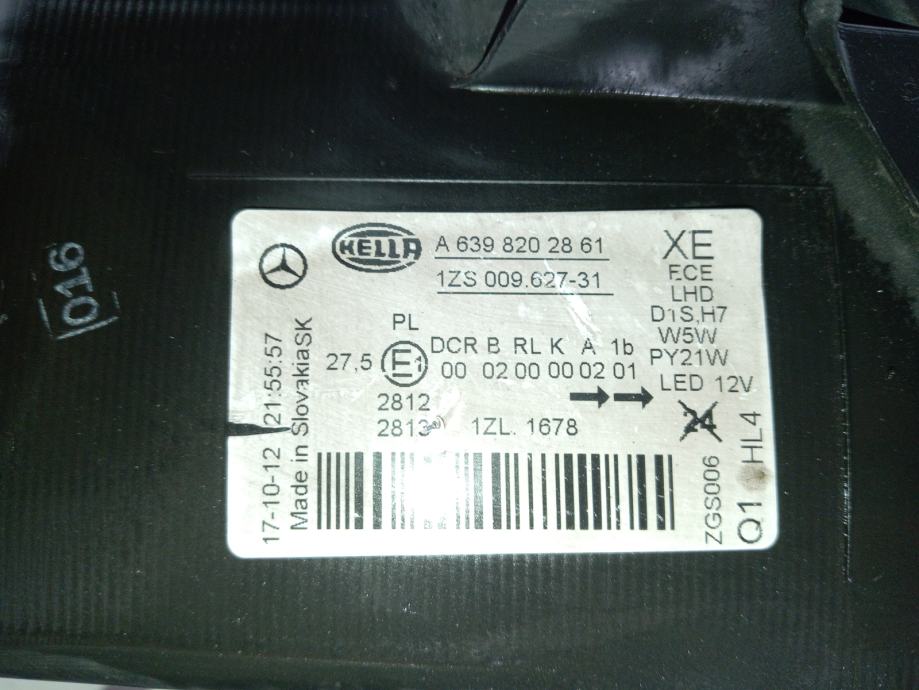 HELLA
A 639 820 28 61
1ZS 009.627-31
XE
ECE
LHD
D1S,H7
W5W
PY21W
LED 12V
PL
27,5 E1
DCR B RL K A 1b
00 02 00 00 02 01
2812
2813
1ZL. 1678
24
17-10-12 21:55:57
Made in SlovakiaSK
ZGS006
Q1 HL4
016